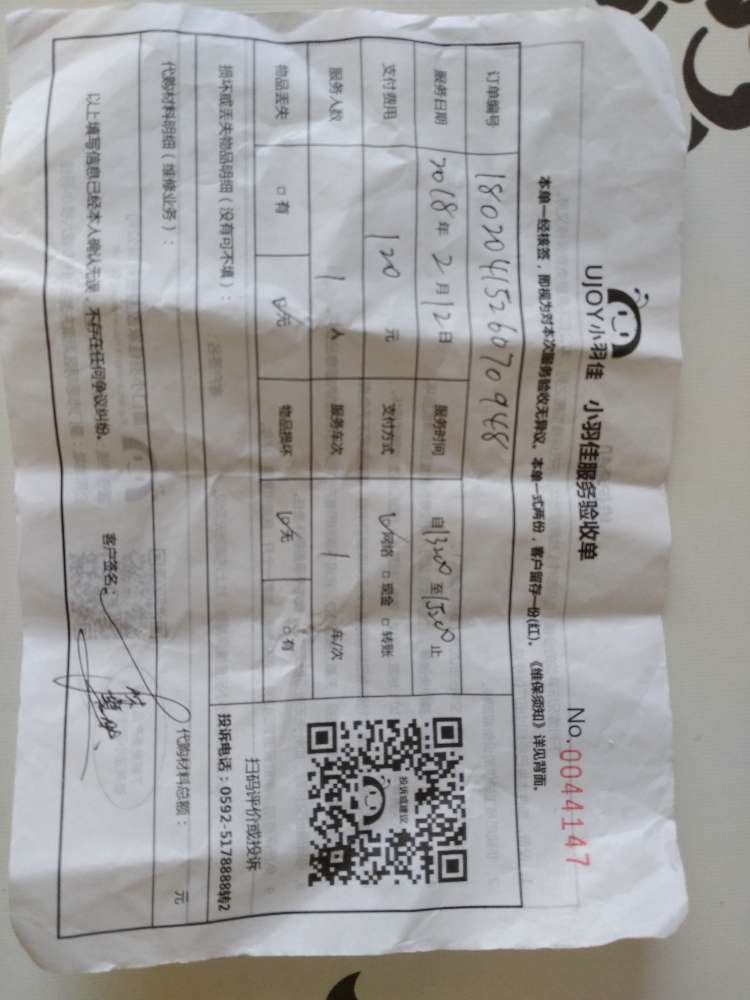 UJOY小羽佳 小羽佳服务验收单
No. 0044147
本单一经核签，即视为对本次服务验收无异议。本单一式两份，客户留存一份(红)、《维保须知》详见背面。
订单编号 180204152607​0948
服务日期 2018年2月12日 服务时间 自13:00至15:00止
支付费用 120元 支付方式 ☑网络 □现金 □转账
服务人数 1人 服务车次 1车/次
物品丢失 □有 ☑无 物品损坏 ☑无 □有
投诉或建议
扫码评价或投诉
投诉电话：0592-5178888转2
损坏或丢失物品明细（没有可不填）：
代购材料明细（维修业务）： 代购材料总额： 元
以上填写信息已经本人确认无误，不存在任何争议纠纷。 客户签名：